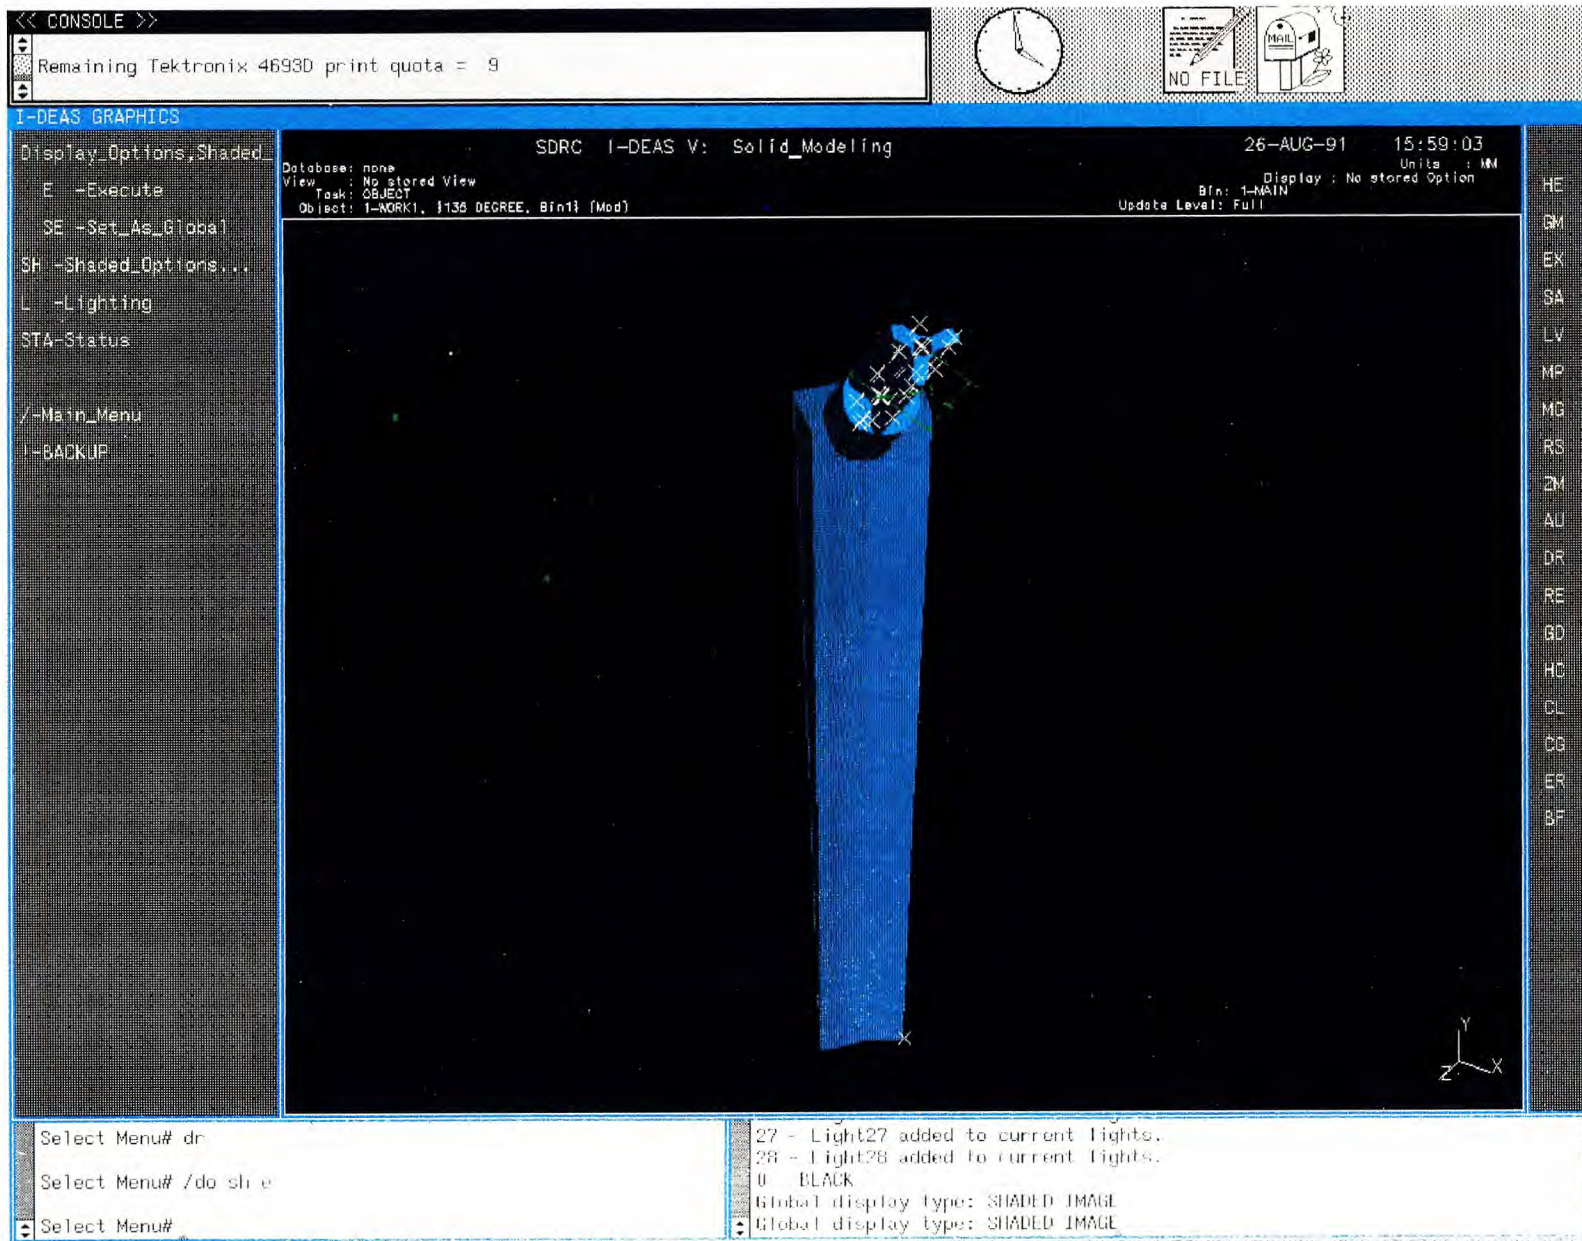 << CONSOLE >>
Remaining Tektronix 4693D print quota = 9
NO FILE
MAIL
I-DEAS GRAPHICS
Display_Options,Shaded_
E -Execute
SE -Set_As_Global
SH -Shaded_Options...
L -Lighting
STA-Status
/-Main_Menu
!-BACKUP
SDRC I-DEAS V: Solid_Modeling
26-AUG-91 15:59:03
Database: none
Units : MM
View : No stored View
Display : No stored Option
Task: OBJECT
Bin: 1-MAIN
Object: 1-WORK1, {135 DEGREE, Bin1} (Mod)
Update Level: Full
HE
GM
EX
SA
LV
MP
MG
RS
ZM
AU
DR
RE
GD
HC
CL
CG
ER
BF
Y
Z
X
Select Menu# dr
Select Menu# /do sh e
Select Menu#
27 - Light27 added to current lights.
28 - Light28 added to current lights.
0 BLACK
Global display type: SHADED IMAGE
Global display type: SHADED IMAGE